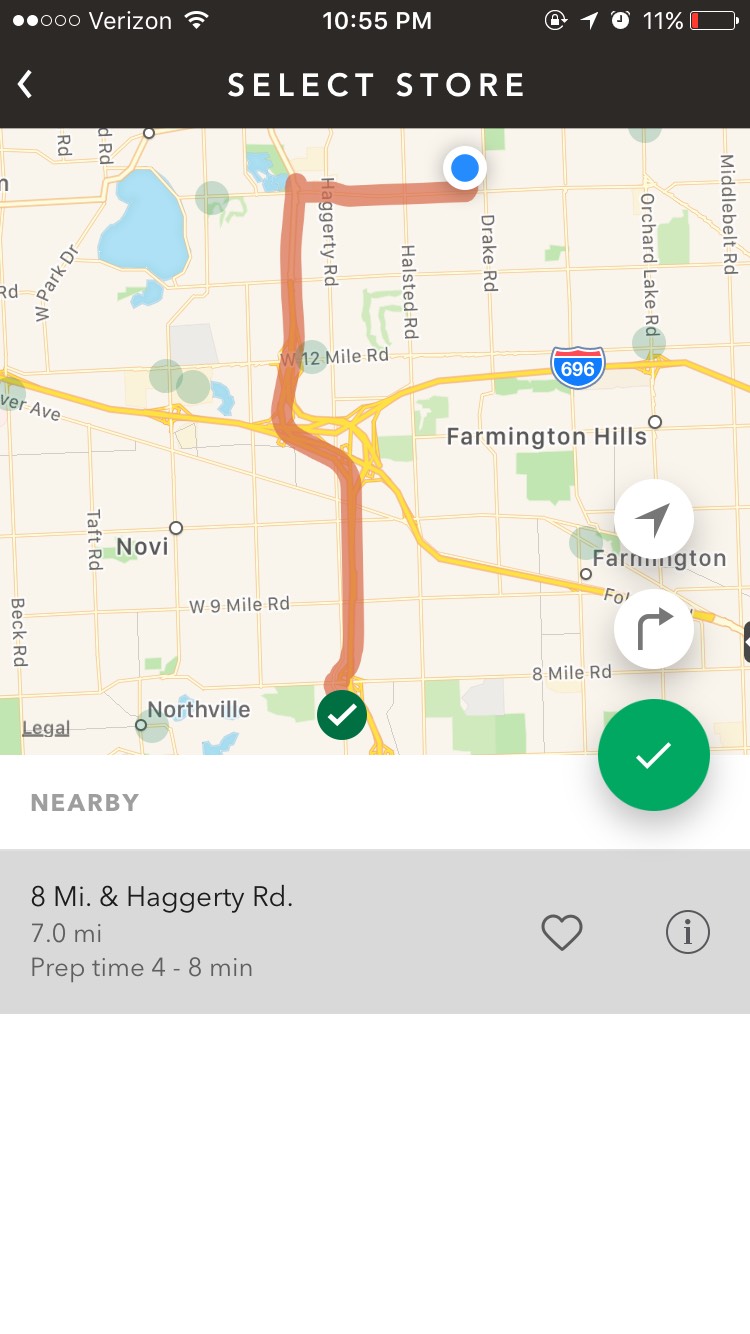 Verizon 10:55 PM 11%
SELECT STORE
Rd
d Rd
n
Haggerty Rd
Drake Rd
Halsted Rd
Orchard Lake Rd
Middlebelt Rd
W Park Dr
Rd
W 12 Mile Rd
696
ver Ave
Farmington Hills
Taft Rd
Novi
Farmington
Beck Rd
W 9 Mile Rd
8 Mile Rd
Northville
Legal
NEARBY
8 Mi. & Haggerty Rd.
7.0 mi
Prep time 4 - 8 min